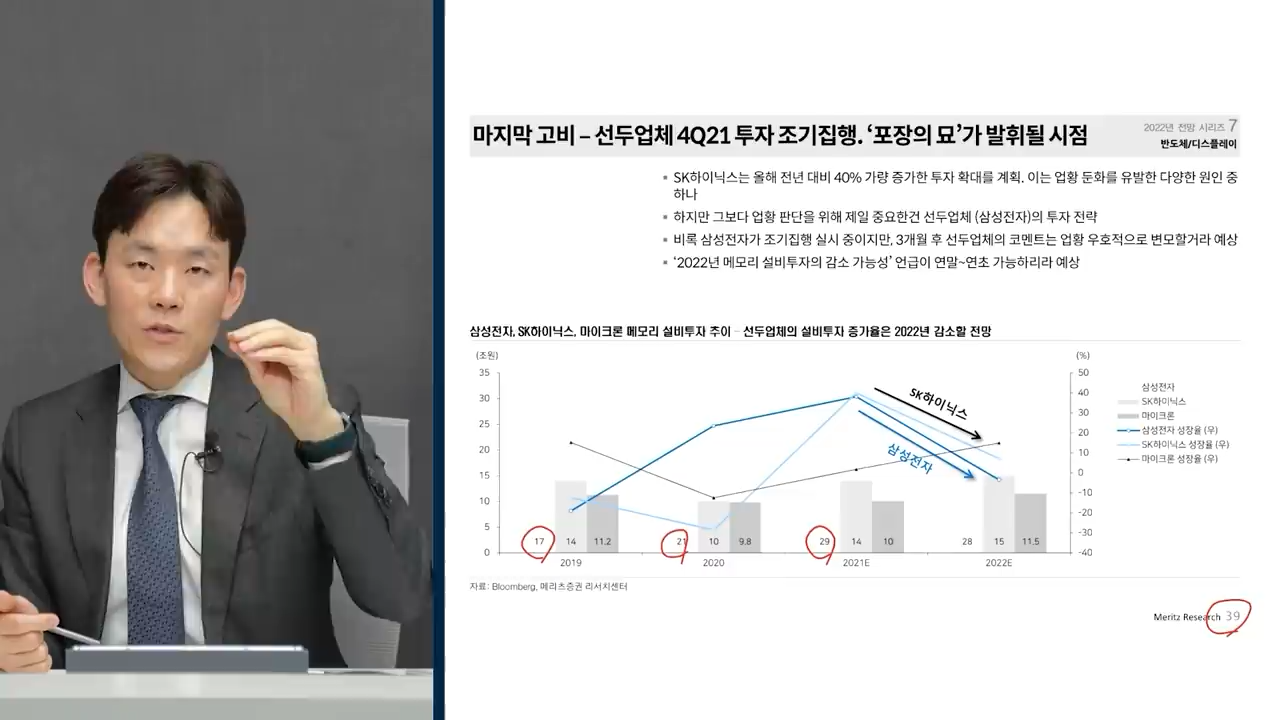 마지막 고비 – 선두업체 4Q21 투자 조기집행. ‘포장의 묘’가 발휘될 시점
2022년 전망 시리즈 7
반도체/디스플레이
▪ SK하이닉스는 올해 전년 대비 40% 가량 증가한 투자 확대를 계획. 이는 업황 둔화를 유발한 다양한 원인 중
하나
▪ 하지만 그보다 업황 판단을 위해 제일 중요한건 선두업체 (삼성전자)의 투자 전략
▪ 비록 삼성전자가 조기집행 실시 중이지만, 3개월 후 선두업체의 코멘트는 업황 우호적으로 변모할거라 예상
▪ ‘2022년 메모리 설비투자의 감소 가능성’ 언급이 연말~연초 가능하리라 예상
삼성전자, SK하이닉스, 마이크론 메모리 설비투자 추이 – 선두업체의 설비투자 증가율은 2022년 감소할 전망
(조원)
(%)
35
30
25
20
15
10
5
0
50
40
30
20
10
0
-10
-20
-30
-40
SK하이닉스
삼성전자
17 14 11.2
21 10 9.8
29 14 10
28 15 11.5
2019 2020 2021E 2022E
삼성전자
SK하이닉스
마이크론
삼성전자 성장율 (우)
SK하이닉스 성장율 (우)
마이크론 성장율 (우)
자료: Bloomberg, 메리츠증권 리서치센터
Meritz Research 39